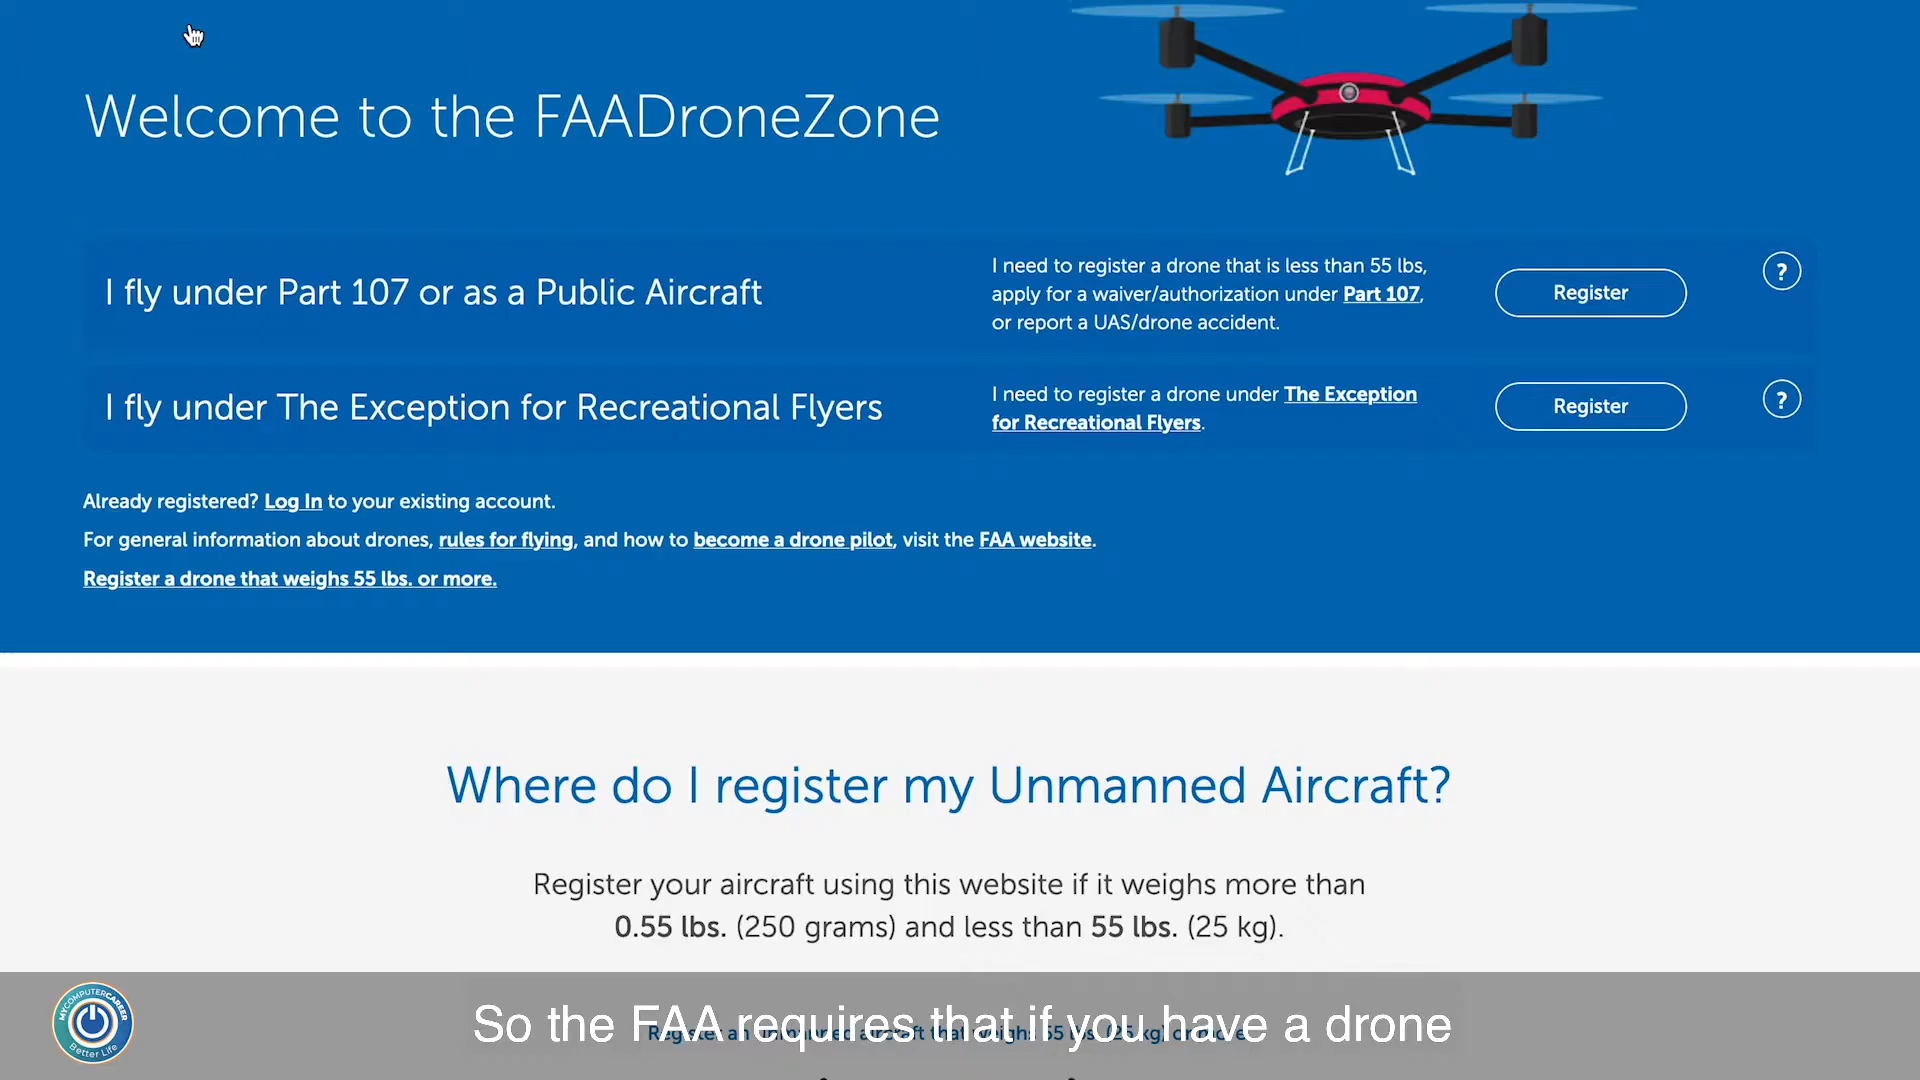 Welcome to the FAADroneZone
I fly under Part 107 or as a Public Aircraft
I need to register a drone that is less than 55 lbs,
apply for a waiver/authorization under Part 107,
or report a UAS/drone accident.
Register
?
I fly under The Exception for Recreational Flyers
I need to register a drone under The Exception
for Recreational Flyers.
Register
?
Already registered? Log In to your existing account.
For general information about drones, rules for flying, and how to become a drone pilot, visit the FAA website.
Register a drone that weighs 55 lbs. or more.
Where do I register my Unmanned Aircraft?
Register your aircraft using this website if it weighs more than
0.55 lbs. (250 grams) and less than 55 lbs. (25 kg).
MYCOMPUTERCAREER
Better Life
So the FAA requires that if you have a drone